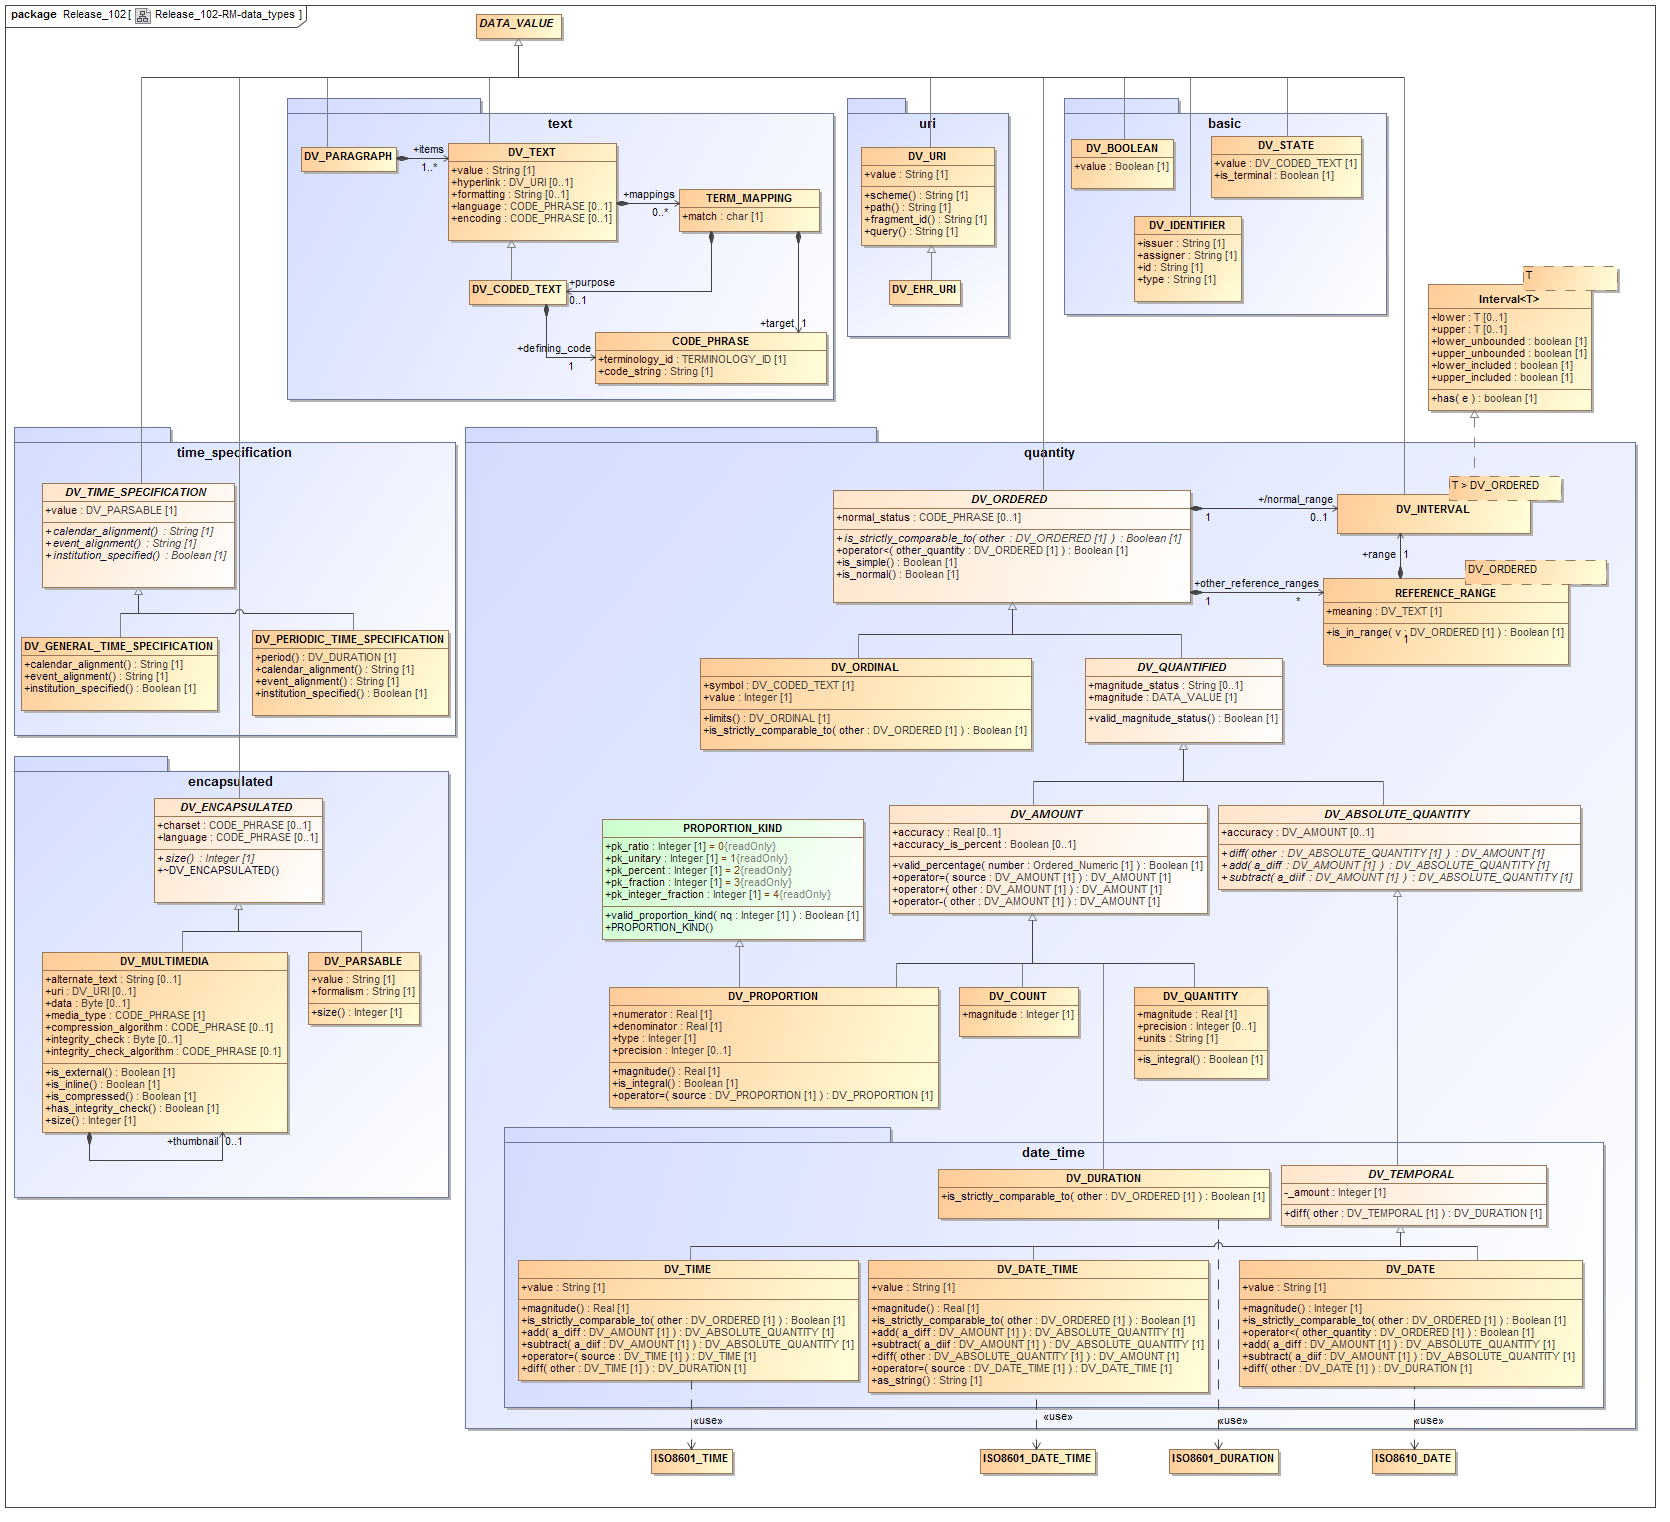 package Release_102 [ Release_102-RM-data_types ]
DATA_VALUE
text
DV_PARAGRAPH
+items
1..*
DV_TEXT
+value : String [1]
+hyperlink : DV_URI [0..1]
+formatting : String [0..1]
+language : CODE_PHRASE [0..1]
+encoding : CODE_PHRASE [0..1]
+mappings
0..*
TERM_MAPPING
+match : char [1]
DV_CODED_TEXT
+purpose
0..1
+target
1
+defining_code
1
CODE_PHRASE
+terminology_id : TERMINOLOGY_ID [1]
+code_string : String [1]
uri
DV_URI
+value : String [1]
+scheme() : String [1]
+path() : String [1]
+fragment_id() : String [1]
+query() : String [1]
DV_EHR_URI
basic
DV_BOOLEAN
+value : Boolean [1]
DV_STATE
+value : DV_CODED_TEXT [1]
+is_terminal : Boolean [1]
DV_IDENTIFIER
+issuer : String [1]
+assigner : String [1]
+id : String [1]
+type : String [1]
T
Interval<T>
+lower : T [0..1]
+upper : T [0..1]
+lower_unbounded : boolean [1]
+upper_unbounded : boolean [1]
+lower_included : boolean [1]
+upper_included : boolean [1]
+has( e ) : boolean [1]
time_specification
DV_TIME_SPECIFICATION
+value : DV_PARSABLE [1]
+calendar_alignment() : String [1]
+event_alignment() : String [1]
+institution_specified() : Boolean [1]
DV_GENERAL_TIME_SPECIFICATION
+calendar_alignment() : String [1]
+event_alignment() : String [1]
+institution_specified() : Boolean [1]
DV_PERIODIC_TIME_SPECIFICATION
+period() : DV_DURATION [1]
+calendar_alignment() : String [1]
+event_alignment() : String [1]
+institution_specified() : Boolean [1]
encapsulated
DV_ENCAPSULATED
+charset : CODE_PHRASE [0..1]
+language : CODE_PHRASE [0..1]
+size() : Integer [1]
+~DV_ENCAPSULATED()
DV_MULTIMEDIA
+alternate_text : String [0..1]
+uri : DV_URI [0..1]
+data : Byte [0..1]
+media_type : CODE_PHRASE [1]
+compression_algorithm : CODE_PHRASE [0..1]
+integrity_check : Byte [0..1]
+integrity_check_algorithm : CODE_PHRASE [0.1]
+is_external() : Boolean [1]
+is_inline() : Boolean [1]
+is_compressed() : Boolean [1]
+has_integrity_check() : Boolean [1]
+size() : Integer [1]
+thumbnail
0..1
DV_PARSABLE
+value : String [1]
+formalism : String [1]
+size() : Integer [1]
quantity
DV_ORDERED
+normal_status : CODE_PHRASE [0..1]
+is_strictly_comparable_to( other : DV_ORDERED [1] ) : Boolean [1]
+operator<( other_quantity : DV_ORDERED [1] ) : Boolean [1]
+is_simple() : Boolean [1]
+is_normal() : Boolean [1]
+/normal_range
1
0..1
T > DV_ORDERED
DV_INTERVAL
+range
1
+other_reference_ranges
1
*
DV_ORDERED
REFERENCE_RANGE
+meaning : DV_TEXT [1]
+is_in_range( v : DV_ORDERED [1] ) : Boolean [1]
1
DV_ORDINAL
+symbol : DV_CODED_TEXT [1]
+value : Integer [1]
+limits() : DV_ORDINAL [1]
+is_strictly_comparable_to( other : DV_ORDERED [1] ) : Boolean [1]
DV_QUANTIFIED
+magnitude_status : String [0..1]
+magnitude : DATA_VALUE [1]
+valid_magnitude_status() : Boolean [1]
PROPORTION_KIND
+pk_ratio : Integer [1] = 0{readOnly}
+pk_unitary : Integer [1] = 1{readOnly}
+pk_percent : Integer [1] = 2{readOnly}
+pk_fraction : Integer [1] = 3{readOnly}
+pk_integer_fraction : Integer [1] = 4{readOnly}
+valid_proportion_kind( nq : Integer [1] ) : Boolean [1]
+PROPORTION_KIND()
DV_AMOUNT
+accuracy : Real [0..1]
+accuracy_is_percent : Boolean [0..1]
+valid_percentage( number : Ordered_Numeric [1] ) : Boolean [1]
+operator=( source : DV_AMOUNT [1] ) : DV_AMOUNT [1]
+operator+( other : DV_AMOUNT [1] ) : DV_AMOUNT [1]
+operator-( other : DV_AMOUNT [1] ) : DV_AMOUNT [1]
DV_ABSOLUTE_QUANTITY
+accuracy : DV_AMOUNT [0..1]
+diff( other : DV_ABSOLUTE_QUANTITY [1] ) : DV_AMOUNT [1]
+add( a_diff : DV_AMOUNT [1] ) : DV_ABSOLUTE_QUANTITY [1]
+subtract( a_diif : DV_AMOUNT [1] ) : DV_ABSOLUTE_QUANTITY [1]
DV_PROPORTION
+numerator : Real [1]
+denominator : Real [1]
+type : Integer [1]
+precision : Integer [0..1]
+magnitude() : Real [1]
+is_integral() : Boolean [1]
+operator=( source : DV_PROPORTION [1] ) : DV_PROPORTION [1]
DV_COUNT
+magnitude : Integer [1]
DV_QUANTITY
+magnitude : Real [1]
+precision : Integer [0..1]
+units : String [1]
+is_integral() : Boolean [1]
date_time
DV_DURATION
+is_strictly_comparable_to( other : DV_ORDERED [1] ) : Boolean [1]
DV_TEMPORAL
-_amount : Integer [1]
+diff( other : DV_TEMPORAL [1] ) : DV_DURATION [1]
DV_TIME
+value : String [1]
+magnitude() : Real [1]
+is_strictly_comparable_to( other : DV_ORDERED [1] ) : Boolean [1]
+add( a_diff : DV_AMOUNT [1] ) : DV_ABSOLUTE_QUANTITY [1]
+subtract( a_diif : DV_AMOUNT [1] ) : DV_ABSOLUTE_QUANTITY [1]
+operator=( source : DV_TIME [1] ) : DV_TIME [1]
+diff( other : DV_TIME [1] ) : DV_DURATION [1]
DV_DATE_TIME
+value : String [1]
+magnitude() : Real [1]
+is_strictly_comparable_to( other : DV_ORDERED [1] ) : Boolean [1]
+add( a_diff : DV_AMOUNT [1] ) : DV_ABSOLUTE_QUANTITY [1]
+subtract( a_diif : DV_AMOUNT [1] ) : DV_ABSOLUTE_QUANTITY [1]
+diff( other : DV_ABSOLUTE_QUANTITY [1] ) : DV_AMOUNT [1]
+operator=( source : DV_DATE_TIME [1] ) : DV_DATE_TIME [1]
+as_string() : String [1]
DV_DATE
+value : String [1]
+magnitude() : Integer [1]
+is_strictly_comparable_to( other : DV_ORDERED [1] ) : Boolean [1]
+operator<( other_quantity : DV_ORDERED [1] ) : Boolean [1]
+add( a_diff : DV_AMOUNT [1] ) : DV_ABSOLUTE_QUANTITY [1]
+subtract( a_diif : DV_AMOUNT [1] ) : DV_ABSOLUTE_QUANTITY [1]
+diff( other : DV_DATE [1] ) : DV_DURATION [1]
«use»
«use»
«use»
«use»
ISO8601_TIME
ISO8601_DATE_TIME
ISO8601_DURATION
ISO8610_DATE